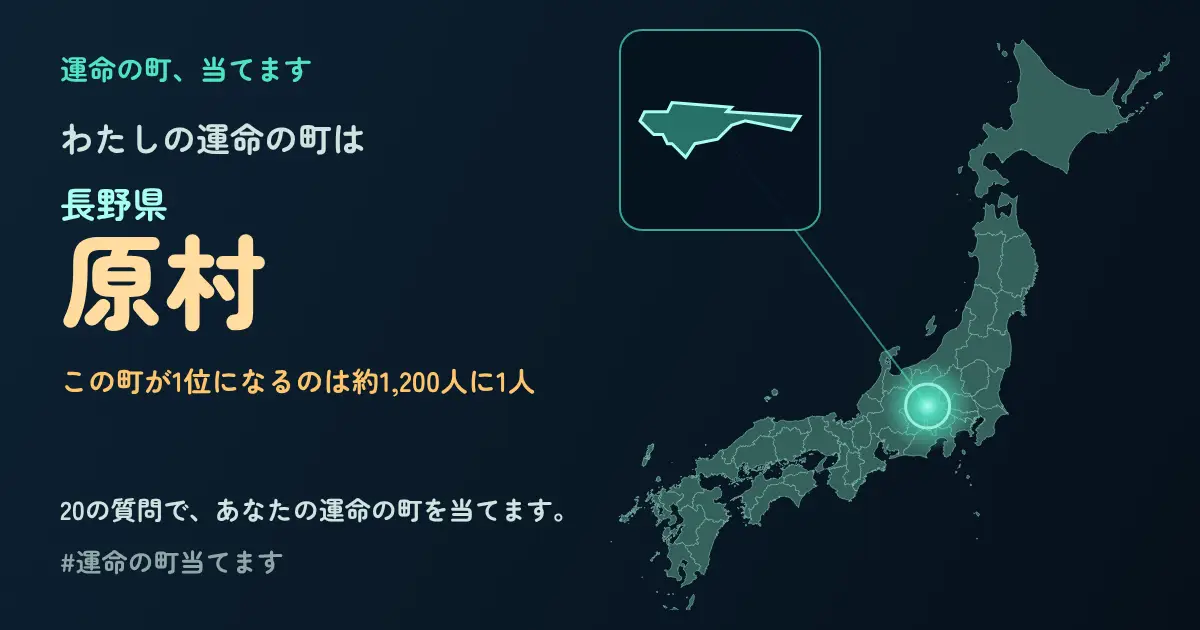 運命の町、当てます
わたしの運命の町は
長野県
原村
この町が1位になるのは約1,200人に1人
20の質問で、あなたの運命の町を当てます。
#運命の町当てます